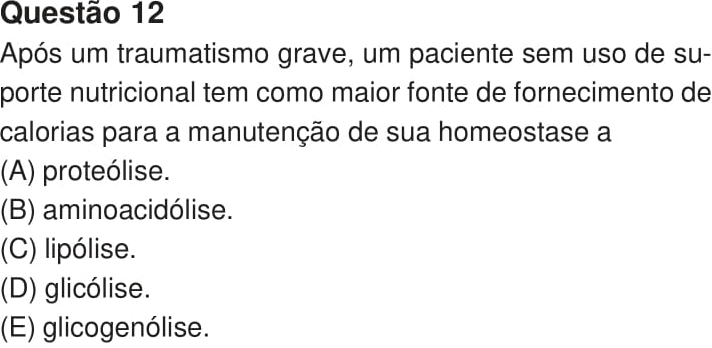 Questão 12
Após um traumatismo grave, um paciente sem uso de su-
porte nutricional tem como maior fonte de fornecimento de
calorias para a manutenção de sua homeostase a
(A) proteólise.
(B) aminoacidólise.
(C) lipólise.
(D) glicólise.
(E) glicogenólise.